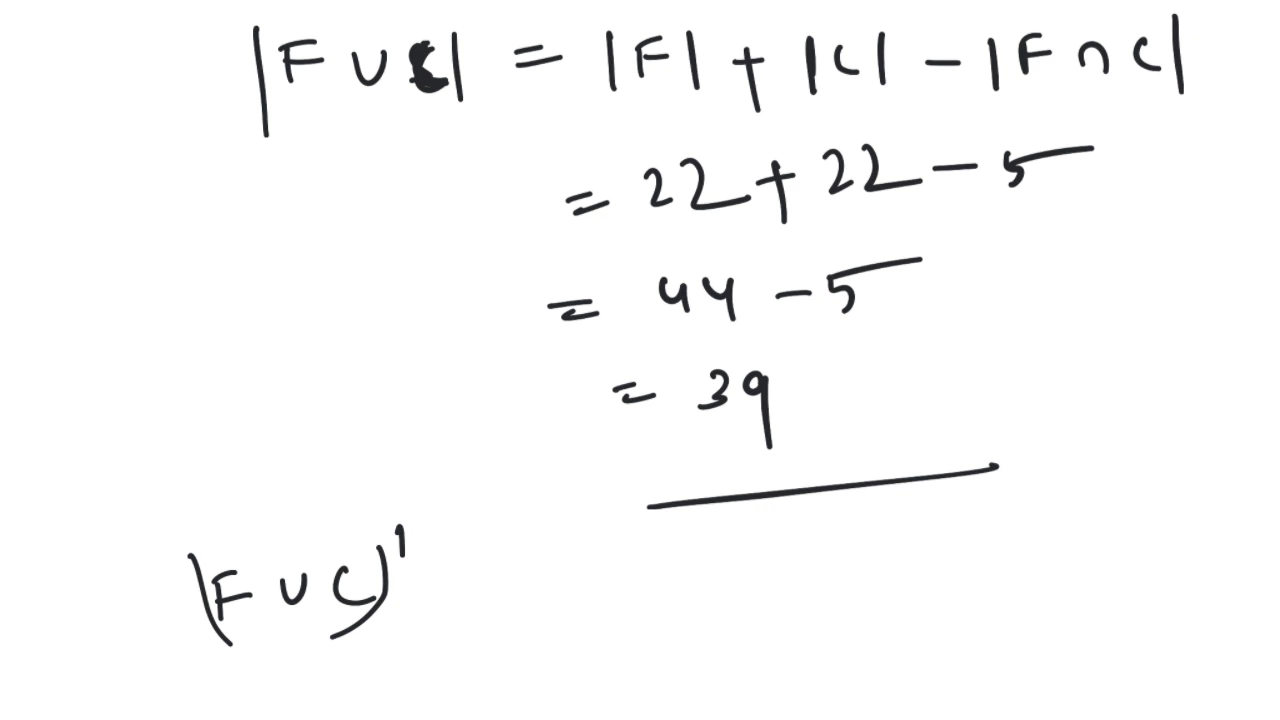 |F ∪ C| = |F| + |C| - |F ∩ C|
= 22 + 22 - 5
= 44 - 5
= 39
(F ∪ C)'